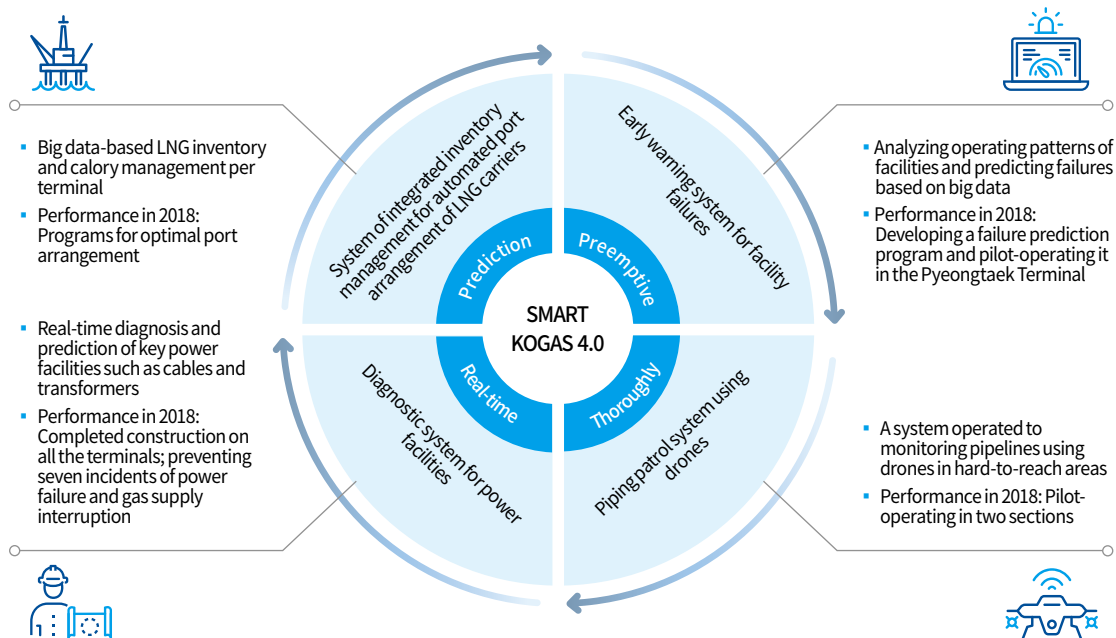 ▪ Big data-based LNG inventory
and calory management per
terminal
▪ Performance in 2018:
Programs for optimal port
arrangement
System of integrated inventory
management for automated port
arrangement of LNG carriers
Prediction
Early warning system for facility
failures
Preemptive
▪ Analyzing operating patterns of
facilities and predicting failures
based on big data
▪ Performance in 2018:
Developing a failure prediction
program and pilot-operating it
in the Pyeongtaek Terminal
SMART
KOGAS 4.0
▪ Real-time diagnosis and
prediction of key power
facilities such as cables and
transformers
▪ Performance in 2018:
Completed construction on
all the terminals; preventing
seven incidents of power
failure and gas supply
interruption
Real-time
Diagnostic system for power
facilities
Thoroughly
Piping patrol system using
drones
▪ A system operated to
monitoring pipelines using
drones in hard-to-reach areas
▪ Performance in 2018: Pilot-
operating in two sections